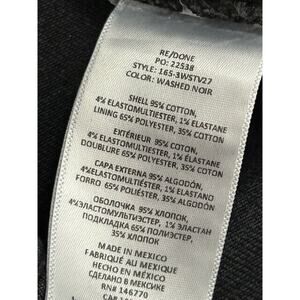 RE/DONE
PO: 22538
STYLE: 165-3WSTV27
COLOR: WASHED NOIR
SHELL 95% COTTON,
4% ELASTOMULTIESTER, 1% ELASTANE
LINING 65% POLYESTER, 35% COTTON
EXTÉRIEUR 95% COTON,
4% ELASTOMULTIESTER, 1% ÉLASTANE
DOUBLURE 65% POLYESTER, 35% COTON
CAPA EXTERNA 95% ALGODÓN,
4% ELASTOMULTIÉSTER, 1% ELASTANO
FORRO 65% POLIÉSTER, 35% ALGODÓN
ОБОЛОЧКА 95% ХЛОПОК,
4%ЭЛАСТОМУЛЬТИЭСТЕР, 1% ЭЛАСТАН
ПОДКЛАДКА 65% ПОЛИЭСТЕР,
35% ХЛОПОК
MADE IN MEXICO
FABRIQUÉ AU MEXIQUE
HECHO EN MÉXICO
СДЕЛАНО В МЕКСИКЕ
RN# 146770